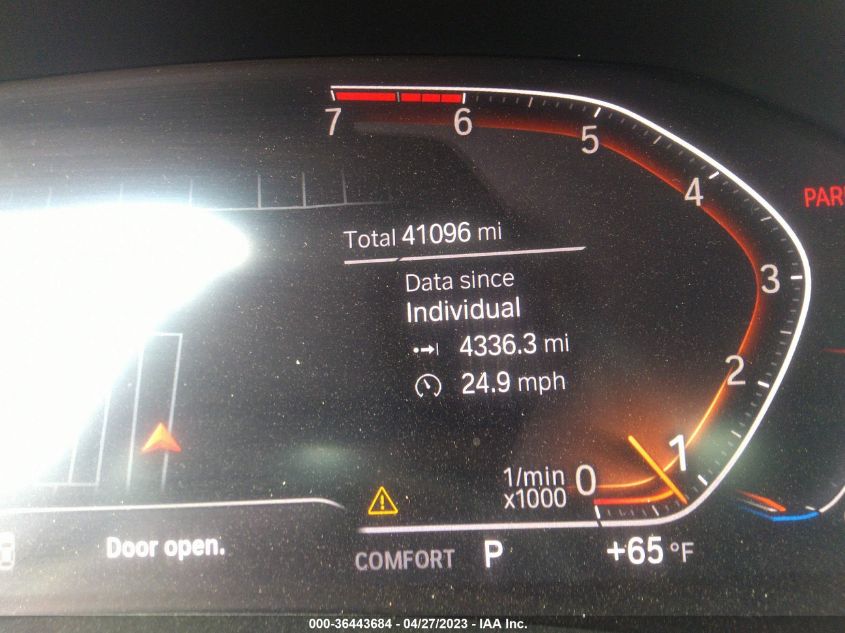 7 6 5 4 3 2 1 0
PAR
Total 41096 mi
Data since
Individual
4336.3 mi
24.9 mph
1/min
x1000
Door open.
COMFORT P +65 °F
000-36443684 - 04/27/2023 - IAA Inc.